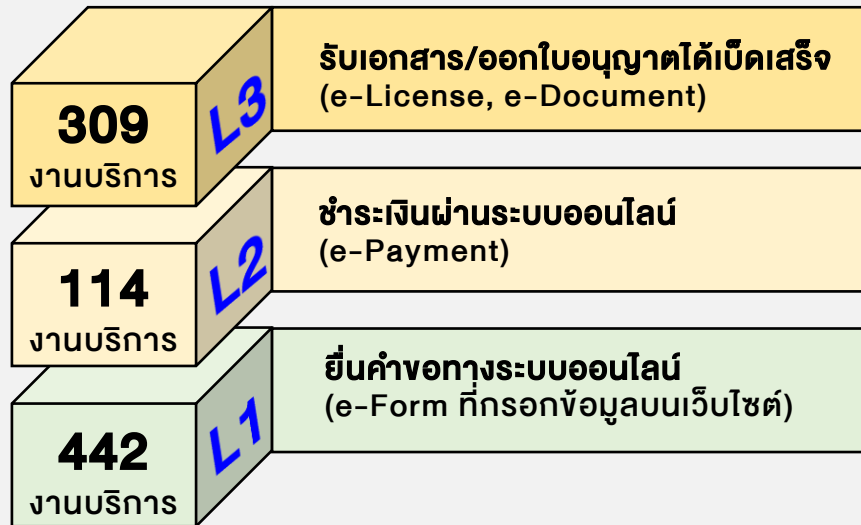 309
งานบริการ
L3
รับเอกสาร/ออกใบอนุญาตได้เบ็ดเสร็จ
(e-License, e-Document)
114
งานบริการ
L2
ชำระเงินผ่านระบบออนไลน์
(e-Payment)
442
งานบริการ
L1
ยื่นคำขอทางระบบออนไลน์
(e-Form ที่กรอกข้อมูลบนเว็บไซต์)